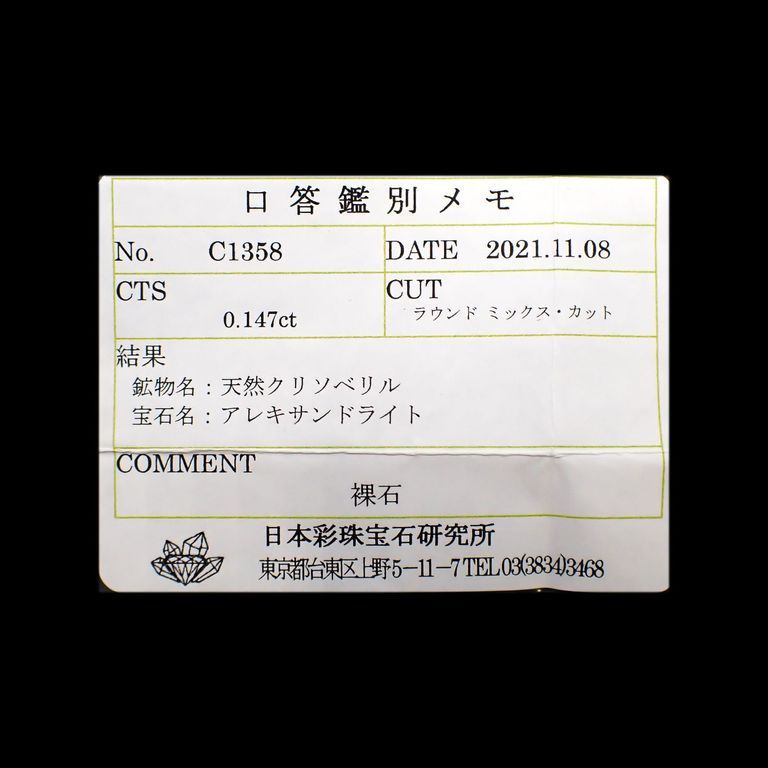 口答鑑別メモ
No. C1358
DATE 2021.11.08
CTS
0.147ct
CUT
ラウンド ミックス・カット
結果
鉱物名：天然クリソベリル
宝石名：アレキサンドライト
COMMENT
裸石
日本彩珠宝石研究所
東京都台東区上野5-11-7 TEL 03(3834)3468